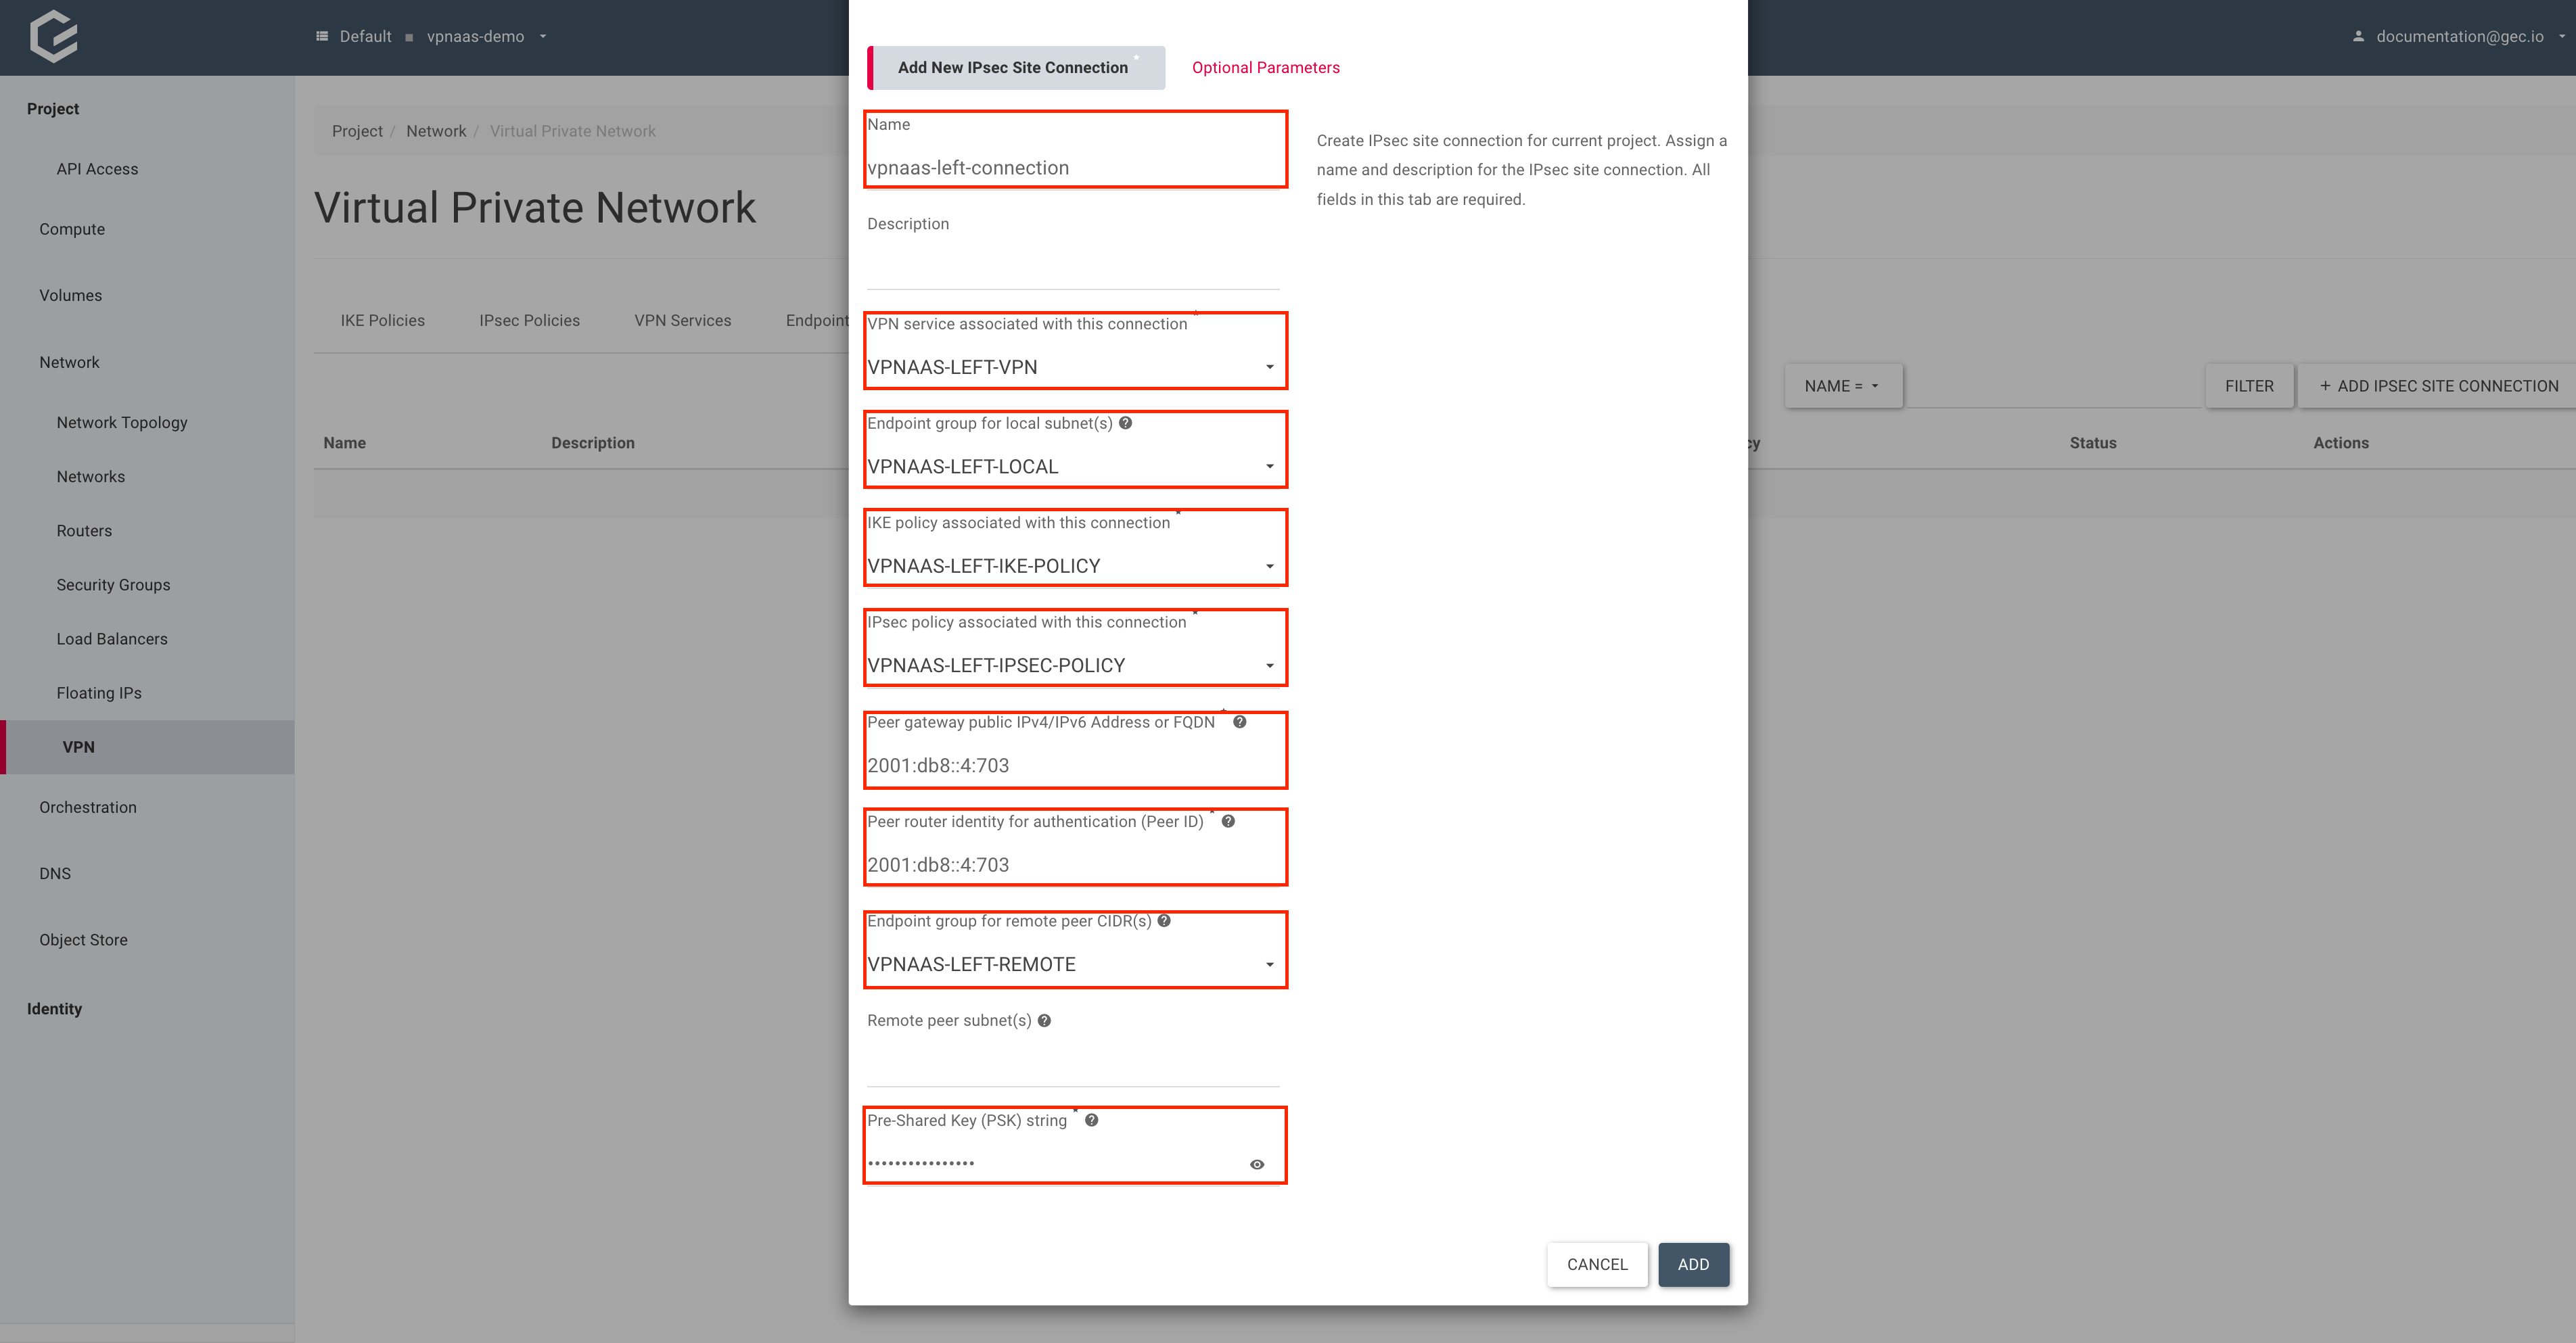 Default vpnaas-demo
documentation@gec.io
Project
API Access
Compute
Volumes
Network
Network Topology
Networks
Routers
Security Groups
Load Balancers
Floating IPs
VPN
Orchestration
DNS
Object Store
Identity
Project / Network / Virtual Private Network
Virtual Private Network
IKE Policies IPsec Policies VPN Services Endpoint
NAME = FILTER + ADD IPSEC SITE CONNECTION
Name Description cy Status Actions
Add New IPsec Site Connection * Optional Parameters
Name
vpnaas-left-connection
Description
VPN service associated with this connection *
VPNAAS-LEFT-VPN
Endpoint group for local subnet(s)
VPNAAS-LEFT-LOCAL
IKE policy associated with this connection *
VPNAAS-LEFT-IKE-POLICY
IPsec policy associated with this connection *
VPNAAS-LEFT-IPSEC-POLICY
Peer gateway public IPv4/IPv6 Address or FQDN *
2001:db8::4:703
Peer router identity for authentication (Peer ID) *
2001:db8::4:703
Endpoint group for remote peer CIDR(s)
VPNAAS-LEFT-REMOTE
Remote peer subnet(s)
Pre-Shared Key (PSK) string *
••••••••••••••••
Create IPsec site connection for current project. Assign a
name and description for the IPsec site connection. All
fields in this tab are required.
CANCEL ADD